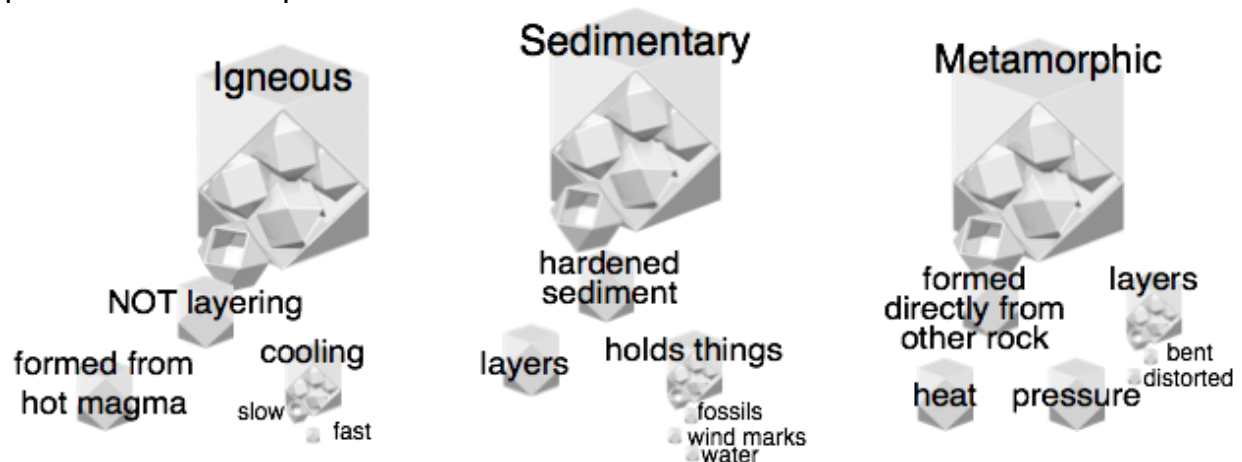 Igneous
NOT layering
formed from
hot magma
cooling
slow
fast
Sedimentary
hardened
sediment
layers
holds things
fossils
wind marks
water
Metamorphic
formed
directly from
other rock
layers
bent
distorted
heat
pressure